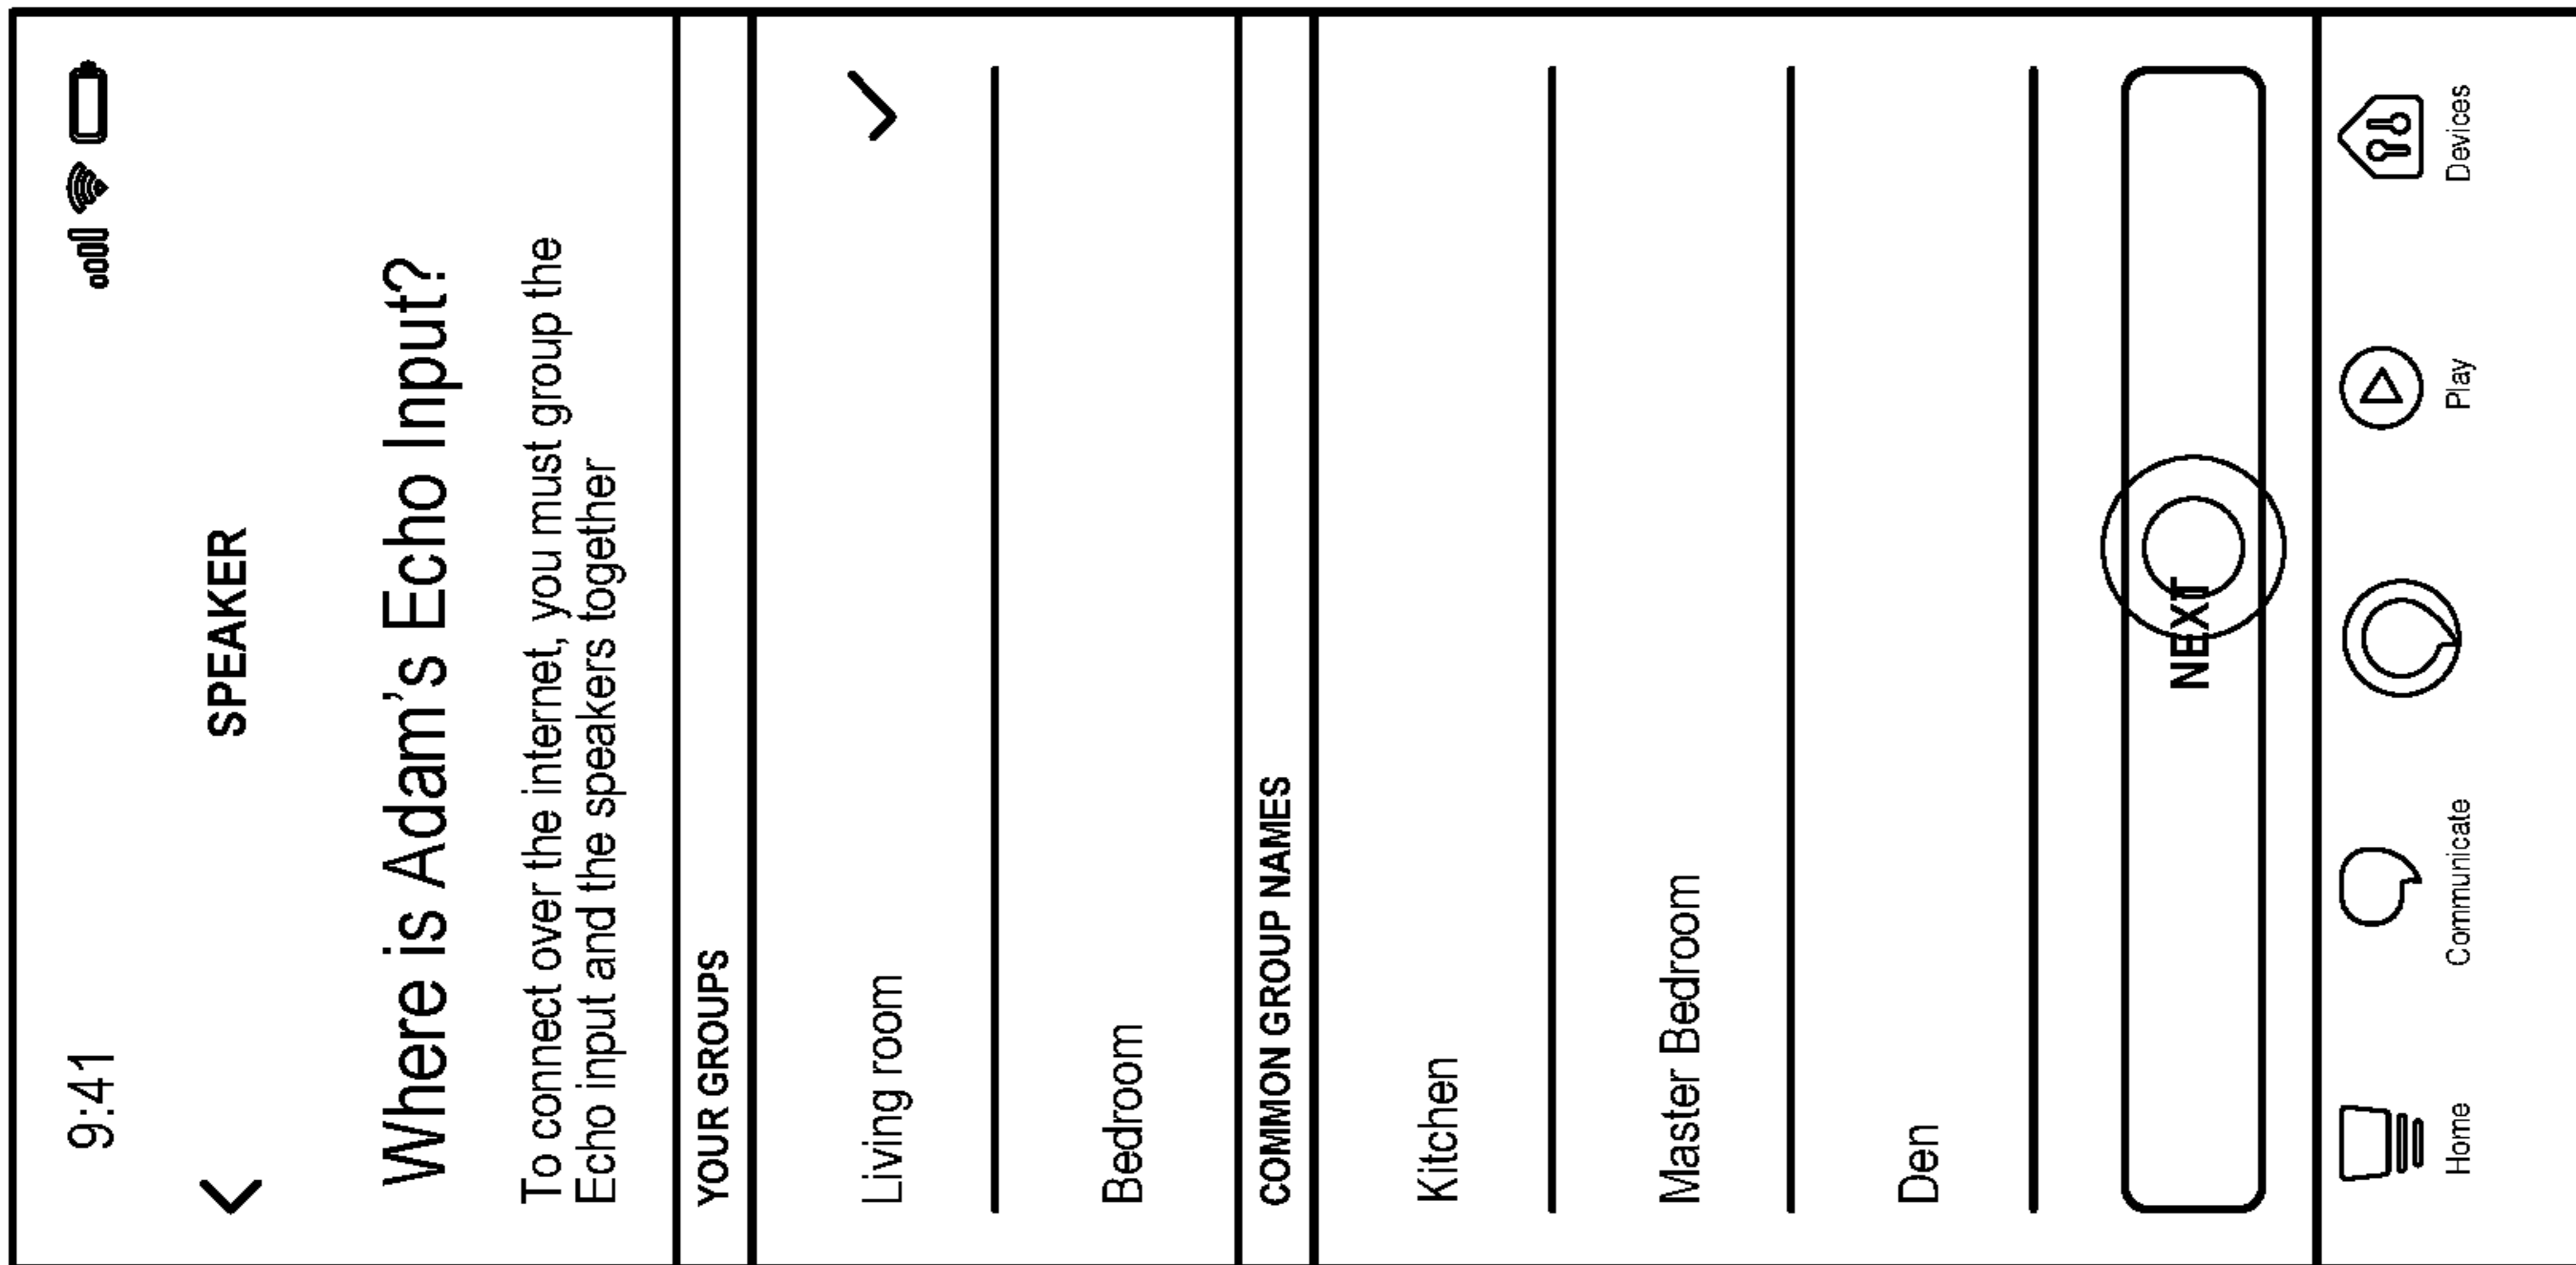 9:41
SPEAKER
Where is Adam's Echo Input?
To connect over the internet, you must group the
Echo input and the speakers together
YOUR GROUPS
Living room
Bedroom
COMMON GROUP NAMES
Kitchen
Master Bedroom
Den
NEXT
Home Communicate Play Devices